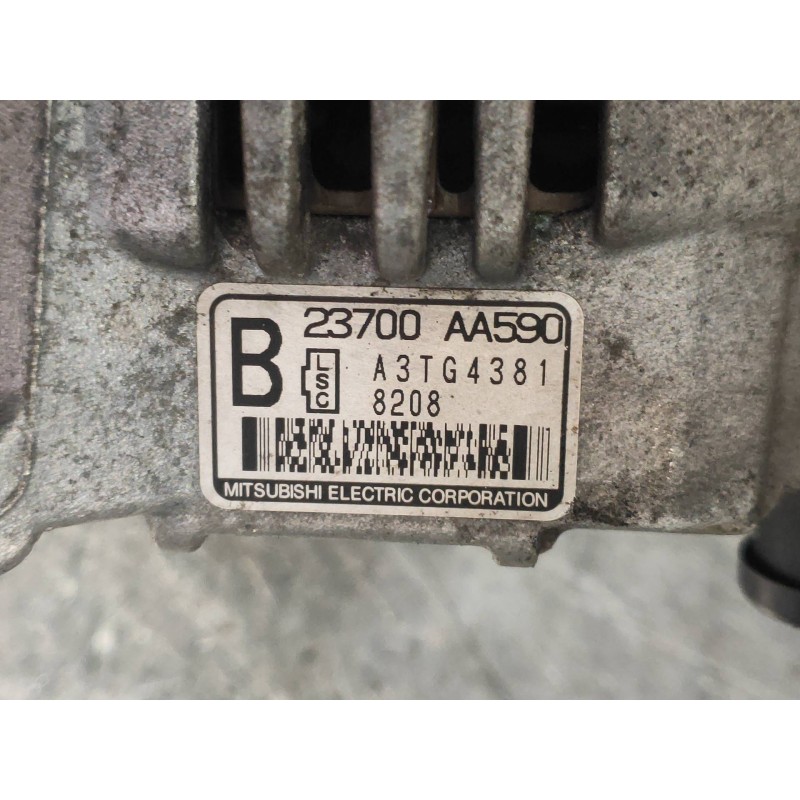 B
23700 AA590
LSC
A3TG4381
8208
MITSUBISHI ELECTRIC CORPORATION